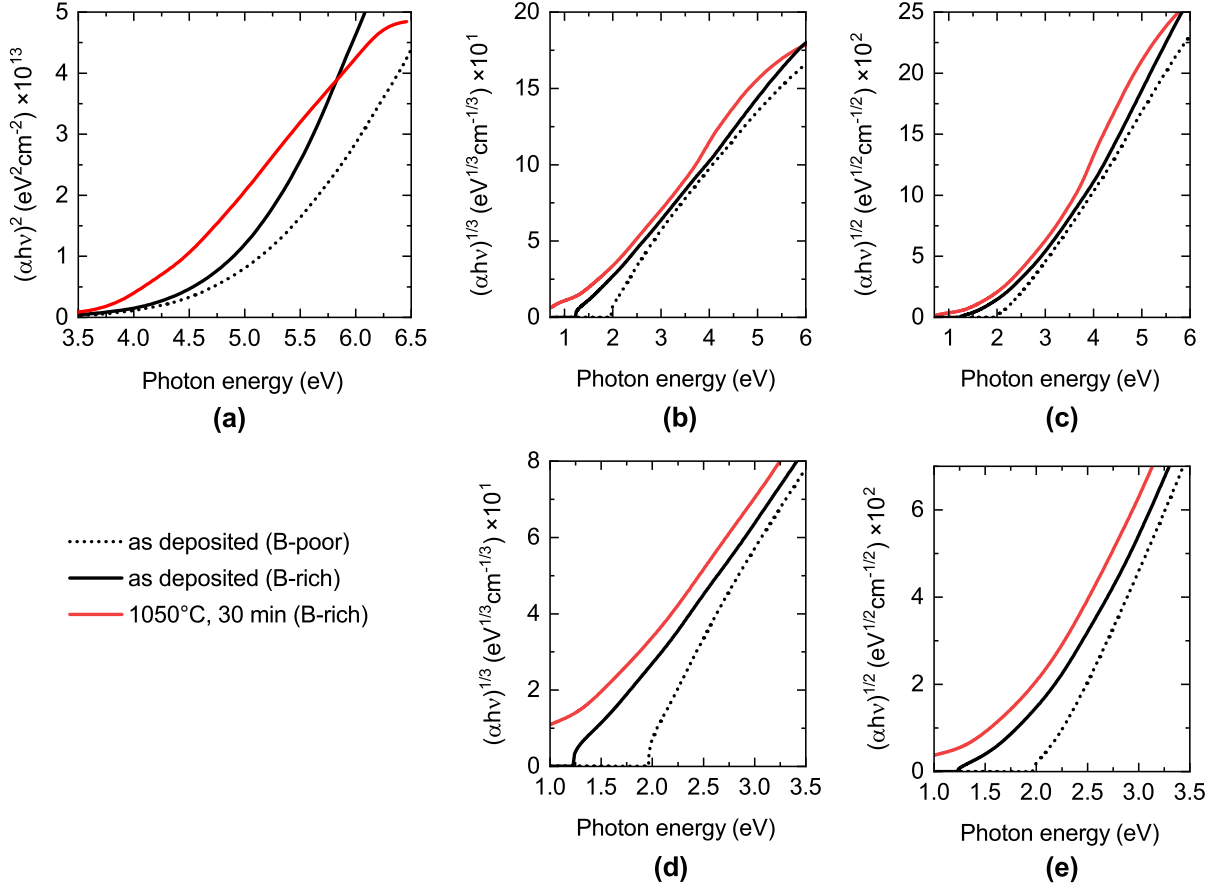 (αhν)² (eV²cm⁻²) ×10¹³
5
4
3
2
1
0
3.5 4.0 4.5 5.0 5.5 6.0 6.5
Photon energy (eV)
(a)
(αhν)^1/3 (eV^1/3cm^-1/3) ×10¹
20
15
10
5
0
1 2 3 4 5 6
Photon energy (eV)
(b)
(αhν)^1/2 (eV^1/2cm^-1/2) ×10²
25
20
15
10
5
0
1 2 3 4 5 6
Photon energy (eV)
(c)
as deposited (B-poor)
as deposited (B-rich)
1050°C, 30 min (B-rich)
(αhν)^1/3 (eV^1/3cm^-1/3) ×10¹
8
6
4
2
0
1.0 1.5 2.0 2.5 3.0 3.5
Photon energy (eV)
(d)
(αhν)^1/2 (eV^1/2cm^-1/2) ×10²
6
4
2
0
1.0 1.5 2.0 2.5 3.0 3.5
Photon energy (eV)
(e)